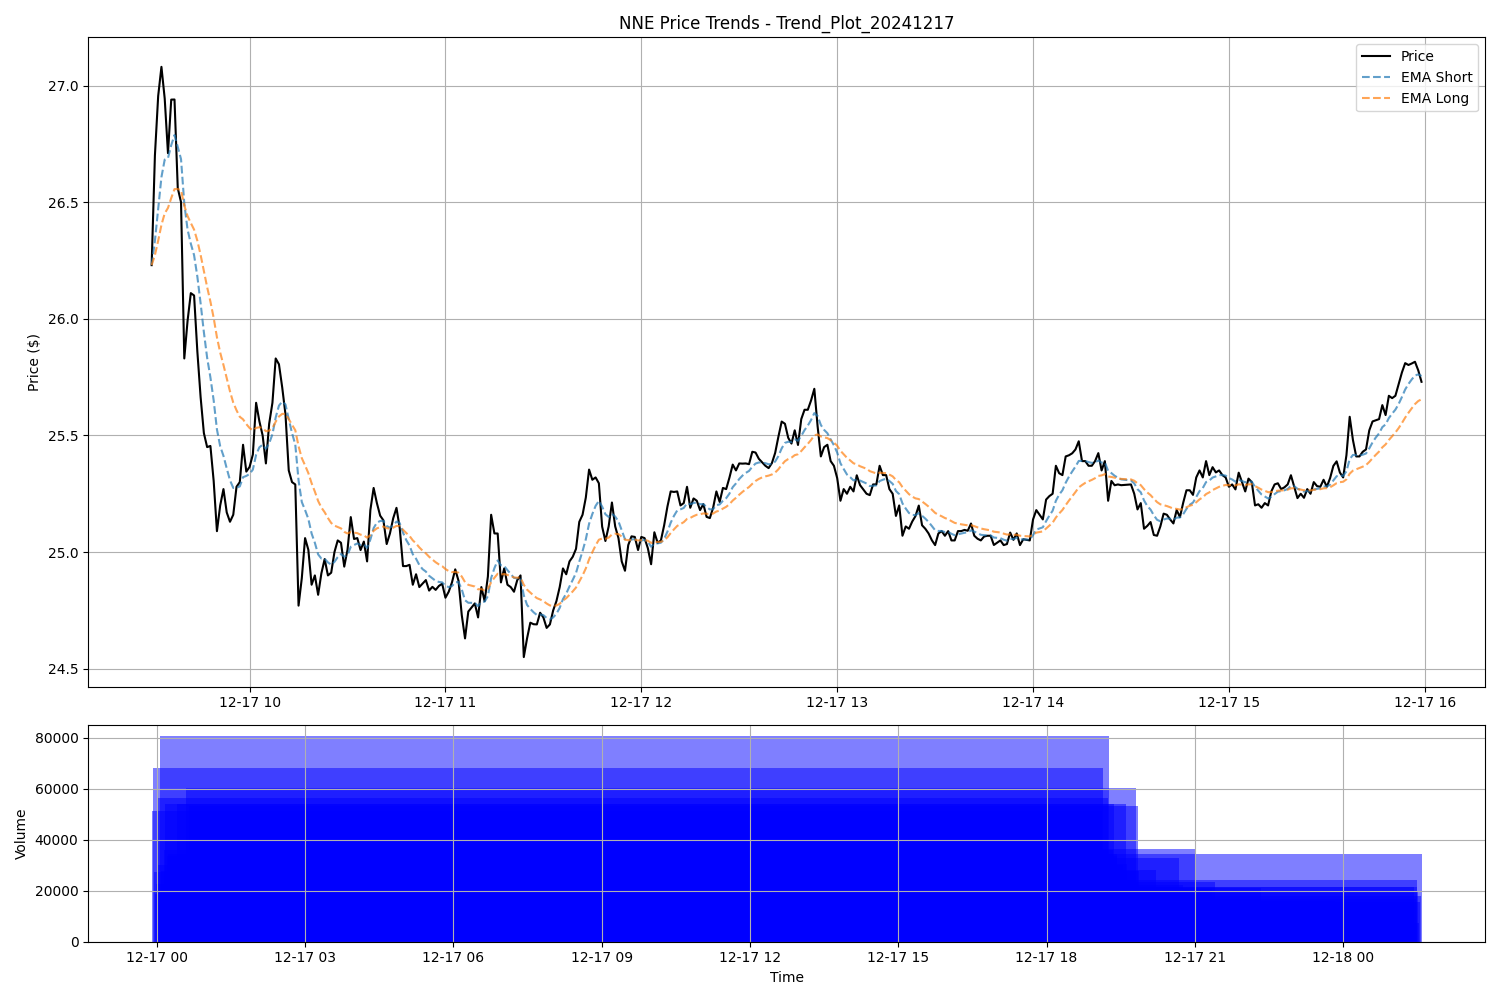 NNE Price Trends - Trend_Plot_20241217
Price
EMA Short
EMA Long
27.0
26.5
26.0
25.5
25.0
24.5
Price ($)
12-17 10 12-17 11 12-17 12 12-17 13 12-17 14 12-17 15 12-17 16
80000
60000
40000
20000
0
Volume
12-17 00 12-17 03 12-17 06 12-17 09 12-17 12 12-17 15 12-17 18 12-17 21 12-18 00
Time